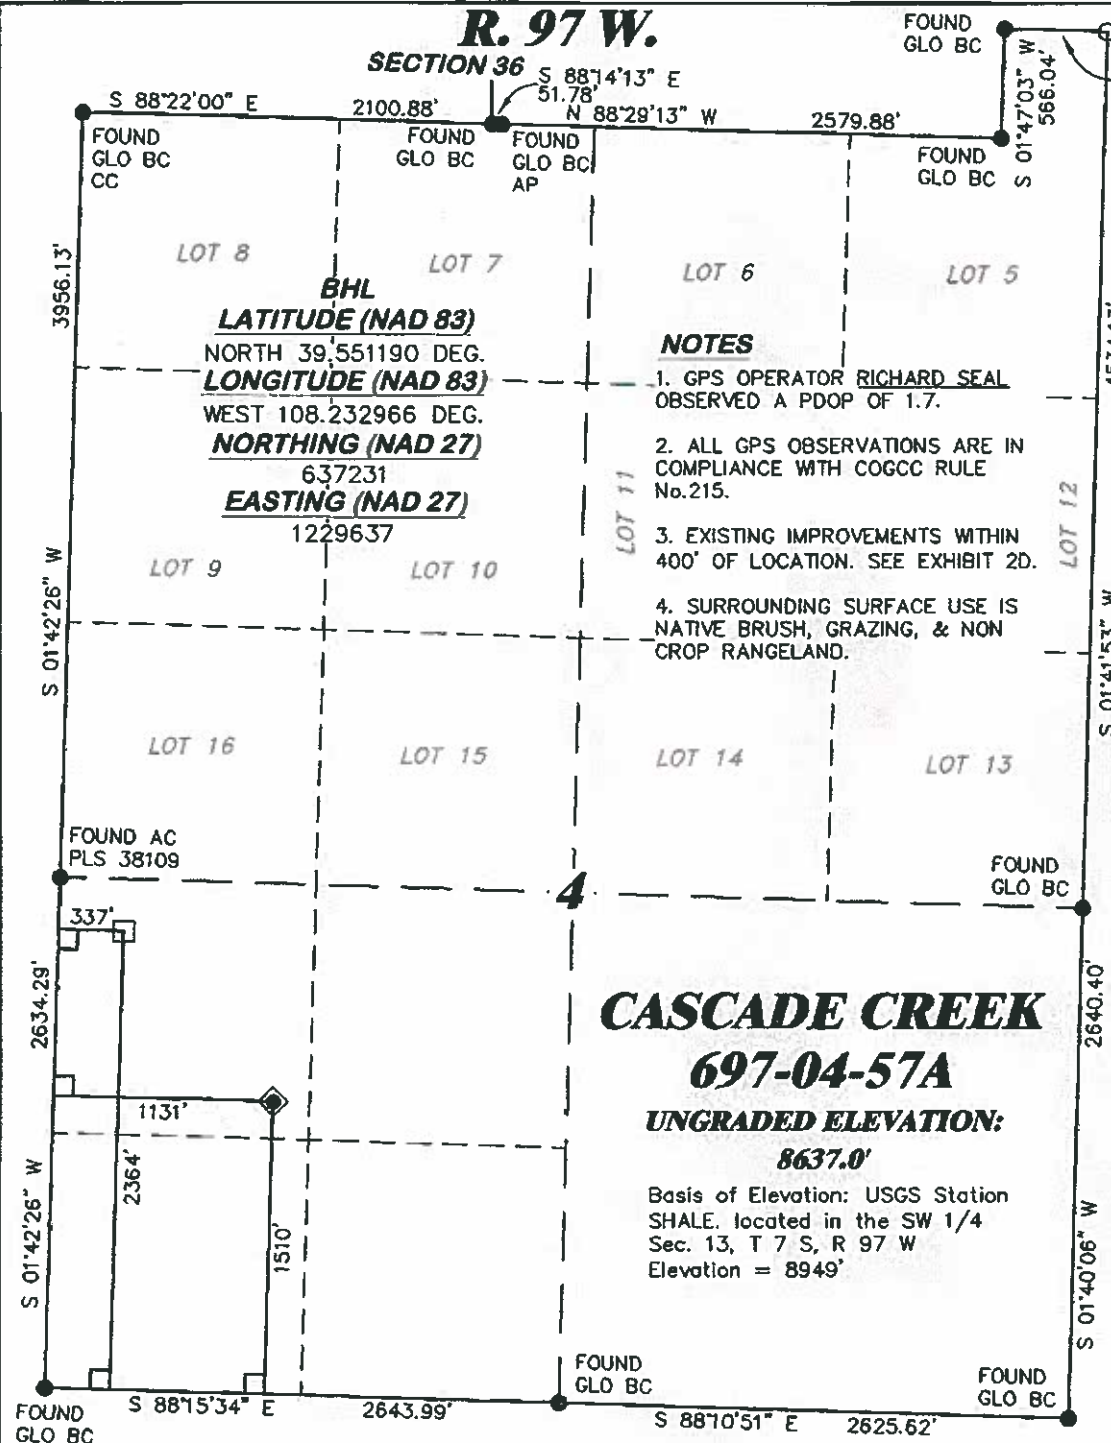 R. 97 W.
SECTION 36
FOUND
GLO BC
S 88°14'13" E
51.78'
S 88°22'00" E
2100.88'
N 88°29'13" W
2579.88'
S 01°47'03" W
566.04'
FOUND
GLO BC
CC
FOUND
GLO BC
FOUND
GLO BC
AP
FOUND
GLO BC
3956.13'
LOT 8
LOT 7
LOT 6
LOT 5
BHL
LATITUDE (NAD 83)
NORTH 39.551190 DEG.
LONGITUDE (NAD 83)
WEST 108.232966 DEG.
NORTHING (NAD 27)
637231
EASTING (NAD 27)
1229637
NOTES
1. GPS OPERATOR RICHARD SEAL
OBSERVED A PDOP OF 1.7.
2. ALL GPS OBSERVATIONS ARE IN
COMPLIANCE WITH COGCC RULE
No.215.
3. EXISTING IMPROVEMENTS WITHIN
400' OF LOCATION. SEE EXHIBIT 2D.
4. SURROUNDING SURFACE USE IS
NATIVE BRUSH, GRAZING, & NON
CROP RANGELAND.
LOT 11
LOT 12
S 01°42'26" W
LOT 9
LOT 10
S 01°41'53" W
LOT 16
LOT 15
LOT 14
LOT 13
FOUND AC
PLS 38109
FOUND
GLO BC
4
337'
2634.29'
2640.40'
CASCADE CREEK
697-04-57A
UNGRADED ELEVATION:
8637.0'
Basis of Elevation: USGS Station
SHALE. located in the SW 1/4
Sec. 13, T 7 S, R 97 W
Elevation = 8949'
1131'
2364'
1510'
S 01°42'26" W
S 01°40'06" W
FOUND
GLO BC
FOUND
GLO BC
FOUND
GLO BC
S 88°15'34" E
2643.99'
S 88°10'51" E
2625.62'